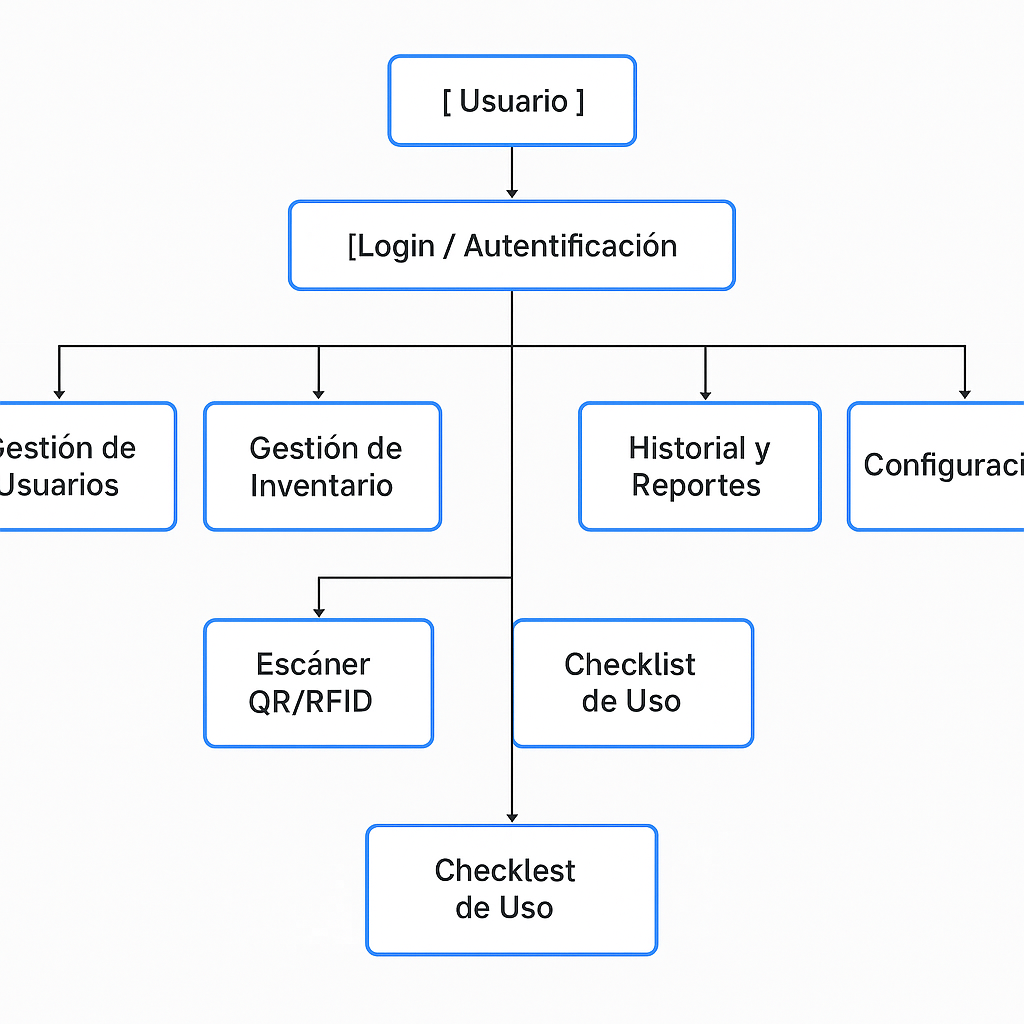 [ Usuario ]
[Login / Autentificación
Gestión de
Usuarios
Gestión de
Inventario
Historial y
Reportes
Configuraci
Escáner
QR/RFID
Checklist
de Uso
Checklest
de Uso